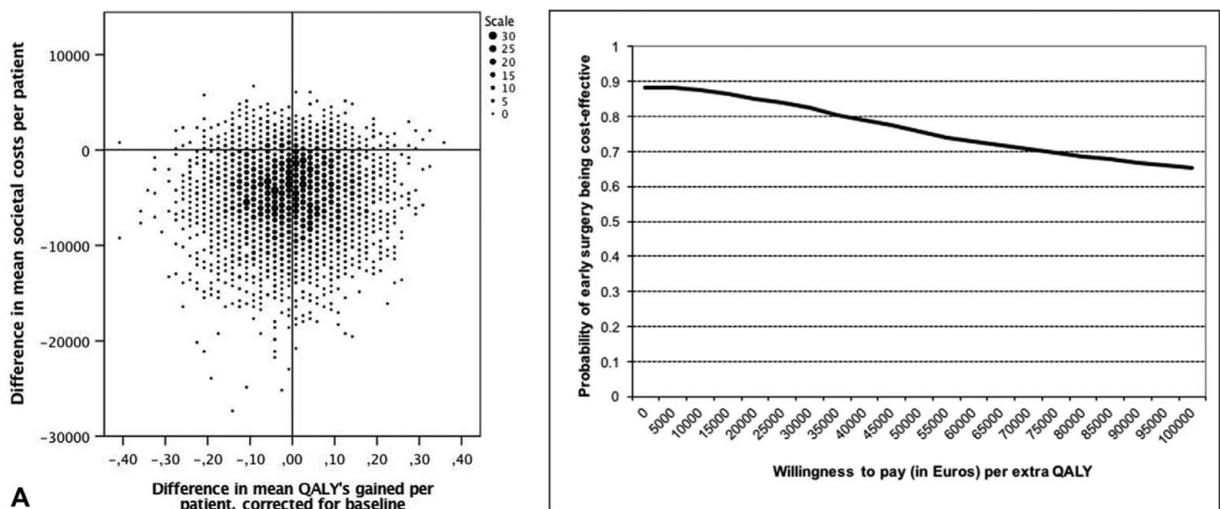 Difference in mean societal costs per patient
10000
0
-10000
-20000
-30000
-,40 -,30 -,20 -,10 ,00 ,10 ,20 ,30 ,40
Difference in mean QALY's gained per
patient, corrected for baseline
A
Scale
30
25
20
15
10
5
0
Probability of early surgery being cost-effective
1
0.9
0.8
0.7
0.6
0.5
0.4
0.3
0.2
0.1
0
0 5000 10000 15000 20000 25000 30000 35000 40000 45000 50000 55000 60000 65000 70000 75000 80000 85000 90000 95000 100000
Willingness to pay (in Euros) per extra QALY